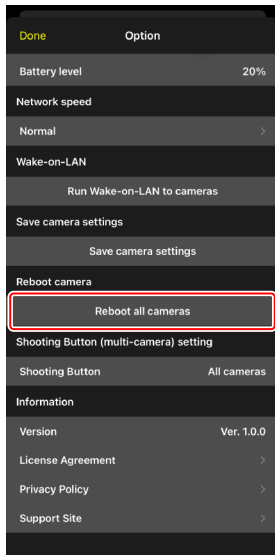 Done Option
Battery level 20%
Network speed
Normal
Wake-on-LAN
Run Wake-on-LAN to cameras
Save camera settings
Save camera settings
Reboot camera
Reboot all cameras
Shooting Button (multi-camera) setting
Shooting Button All cameras
Information
Version Ver. 1.0.0
License Agreement
Privacy Policy
Support Site